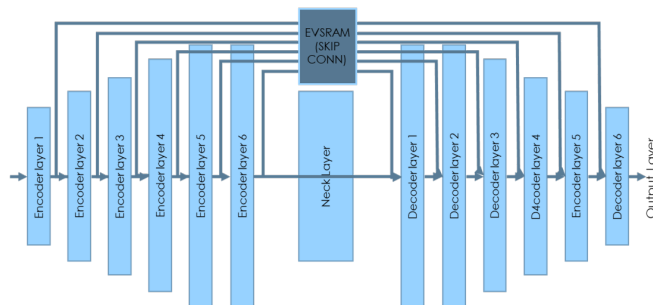 EVSRAM
(SKIP
CONN)
Encoder layer 1
Encoder layer 2
Encoder layer 3
Encoder layer 4
Encoder layer 5
Encoder layer 6
Neck Layer
Decoder layer 1
Decoder layer 2
Decoder layer 3
D4coder layer 4
Encoder layer 5
Decoder layer 6
Output Layer